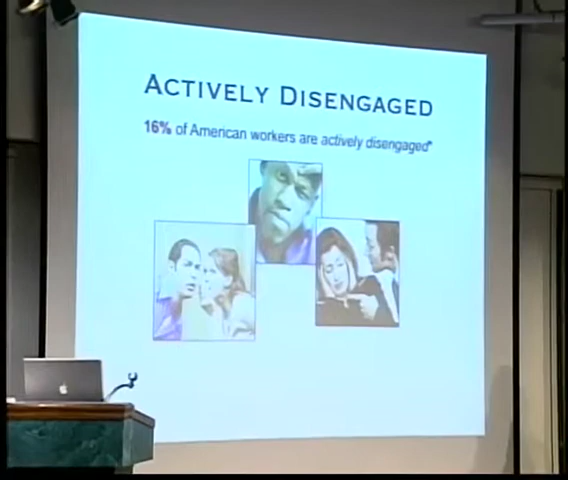 ACTIVELY DISENGAGED
16% of American workers are actively disengaged*